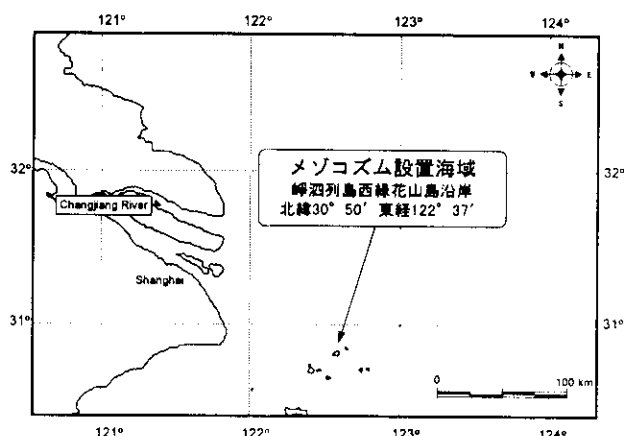 121° 122° 123° 124°
N
W E
S
32° 32°
メゾコズム設置海域
嵊泗列島西緑花山島沿岸
北緯30° 50′ 東経122° 37′
Changjiang River
Shanghai
31° 31°
0 100 km
121° 122° 123° 124°